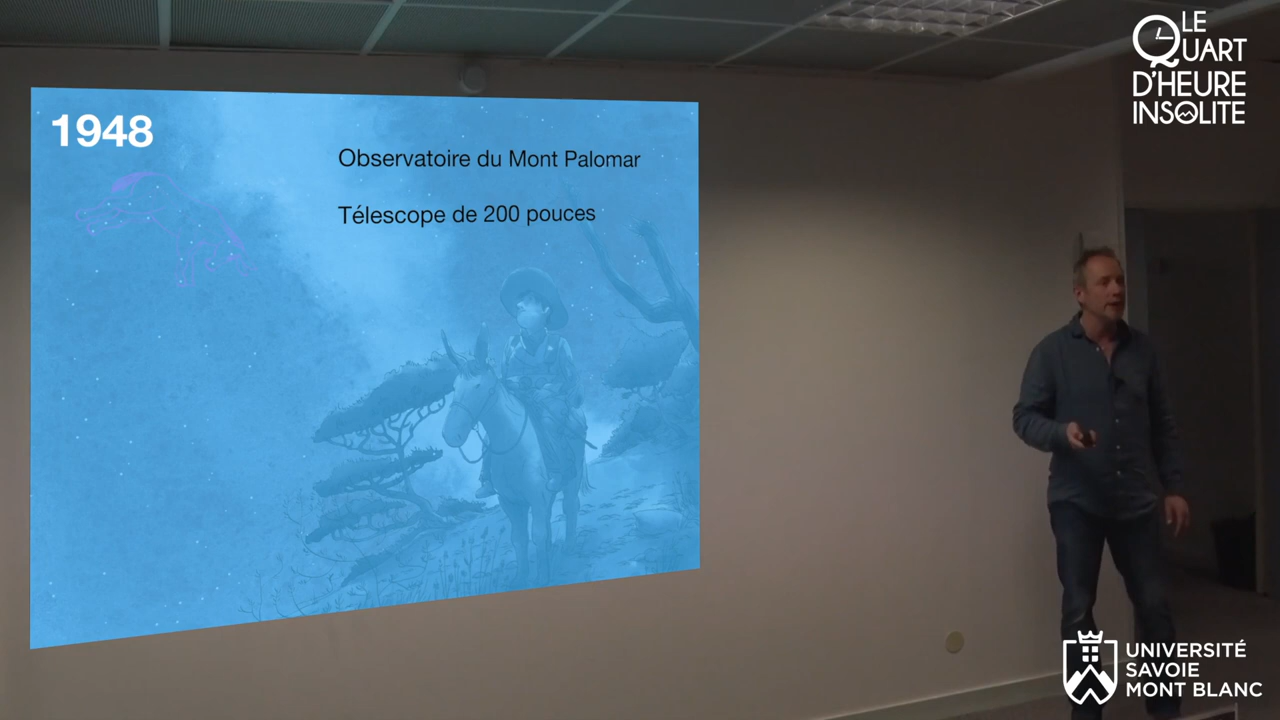 1948
Observatoire du Mont Palomar
Télescope de 200 pouces
LE
QUART
D'HEURE
INSOLITE
UNIVERSITÉ
SAVOIE
MONT BLANC